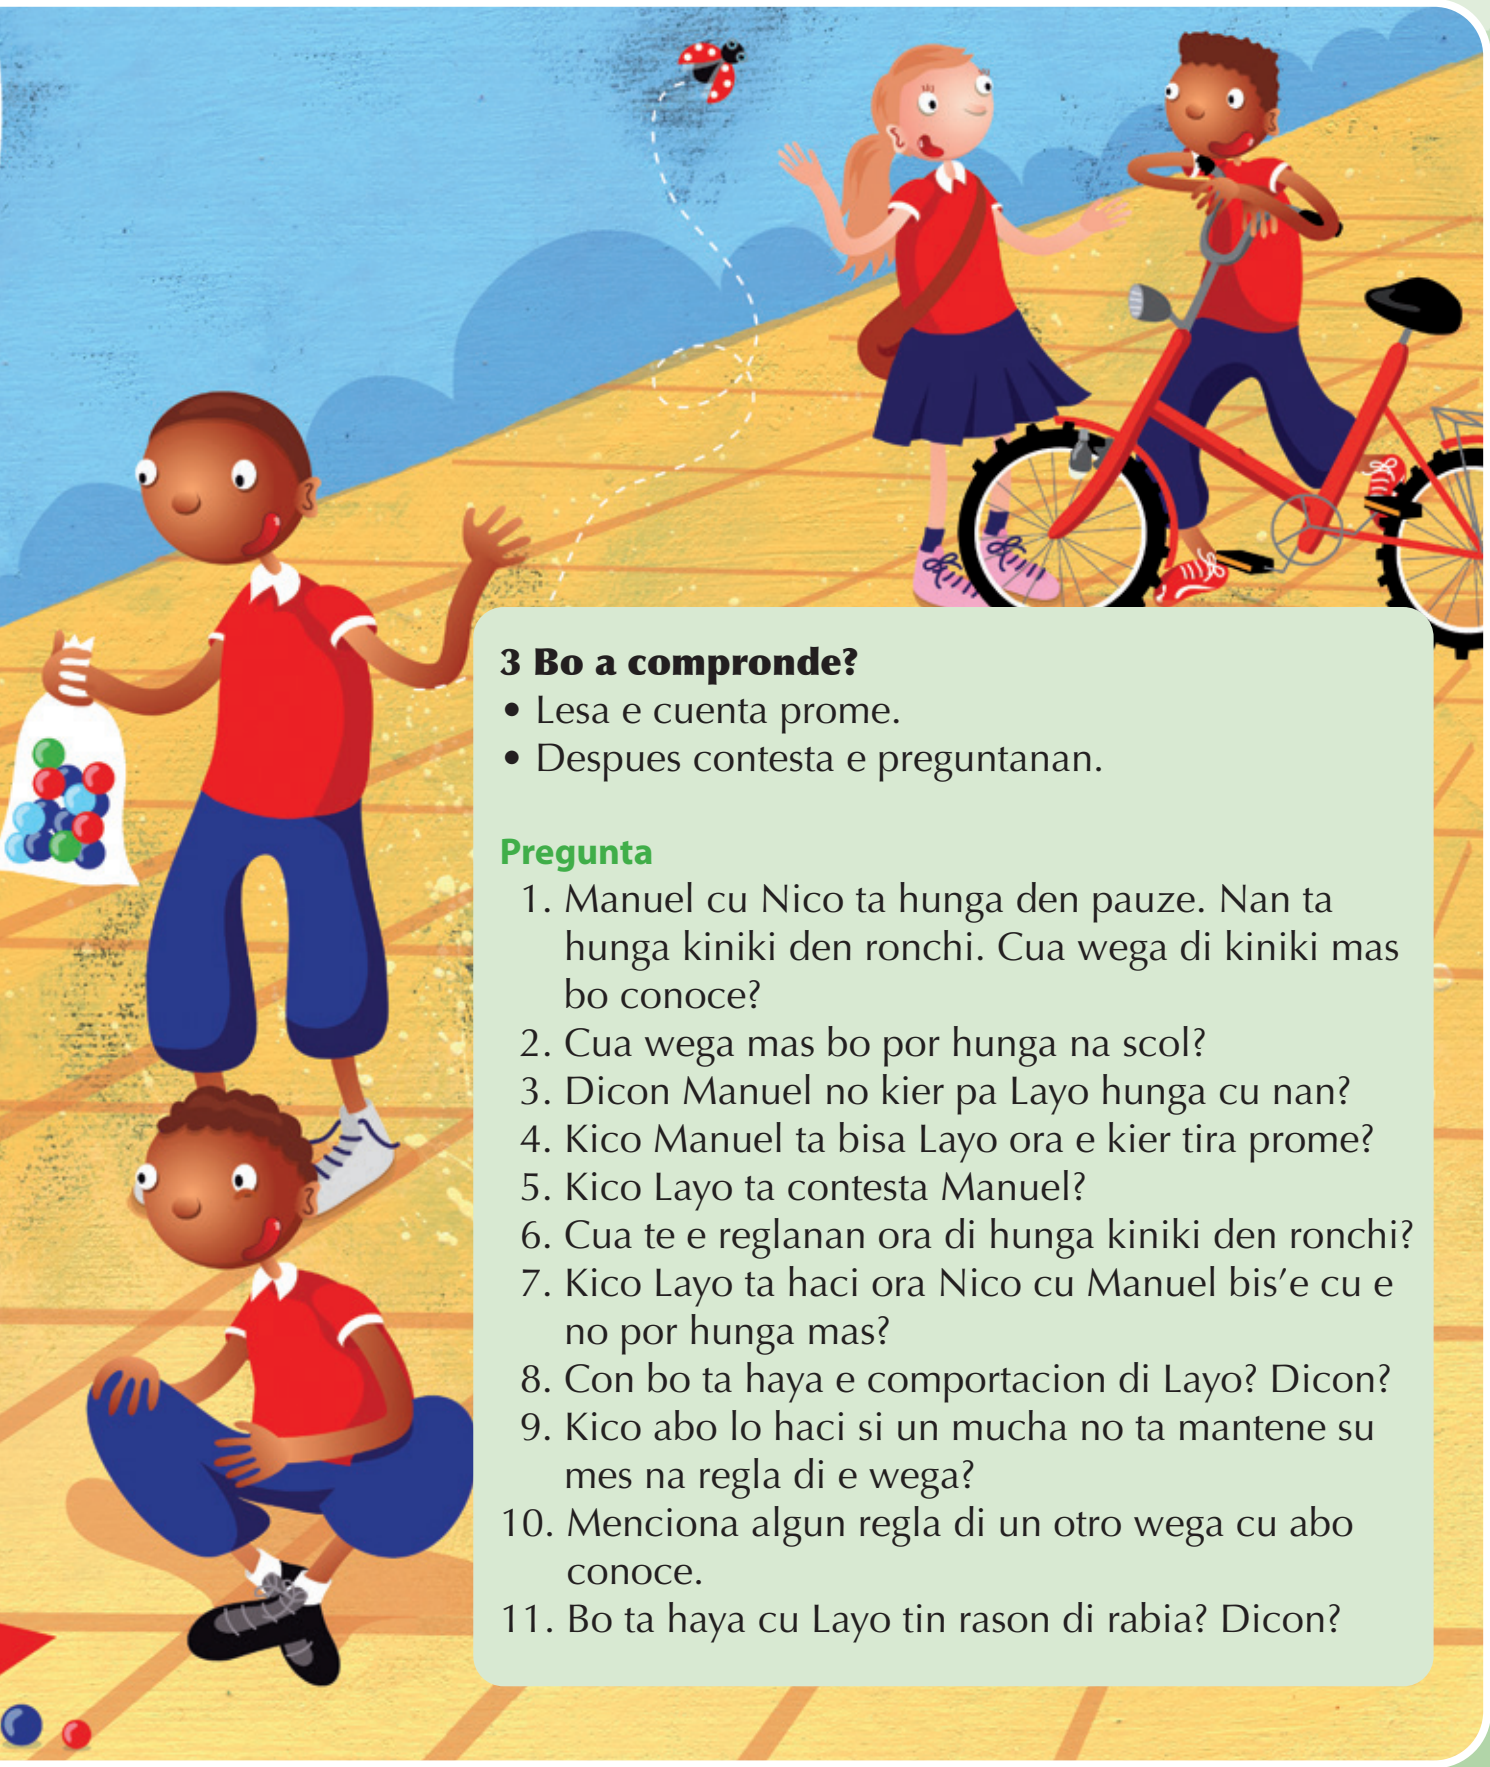 3 Bo a compronde?
• Lesa e cuenta prome.
• Despues contesta e preguntanan.
Pregunta
1. Manuel cu Nico ta hunga den pauze. Nan ta
hunga kiniki den ronchi. Cua wega di kiniki mas
bo conoce?
2. Cua wega mas bo por hunga na scol?
3. Dicon Manuel no kier pa Layo hunga cu nan?
4. Kico Manuel ta bisa Layo ora e kier tira prome?
5. Kico Layo ta contesta Manuel?
6. Cua te e reglanan ora di hunga kiniki den ronchi?
7. Kico Layo ta haci ora Nico cu Manuel bis’e cu e
no por hunga mas?
8. Con bo ta haya e comportacion di Layo? Dicon?
9. Kico abo lo haci si un mucha no ta mantene su
mes na regla di e wega?
10. Menciona algun regla di un otro wega cu abo
conoce.
11. Bo ta haya cu Layo tin rason di rabia? Dicon?